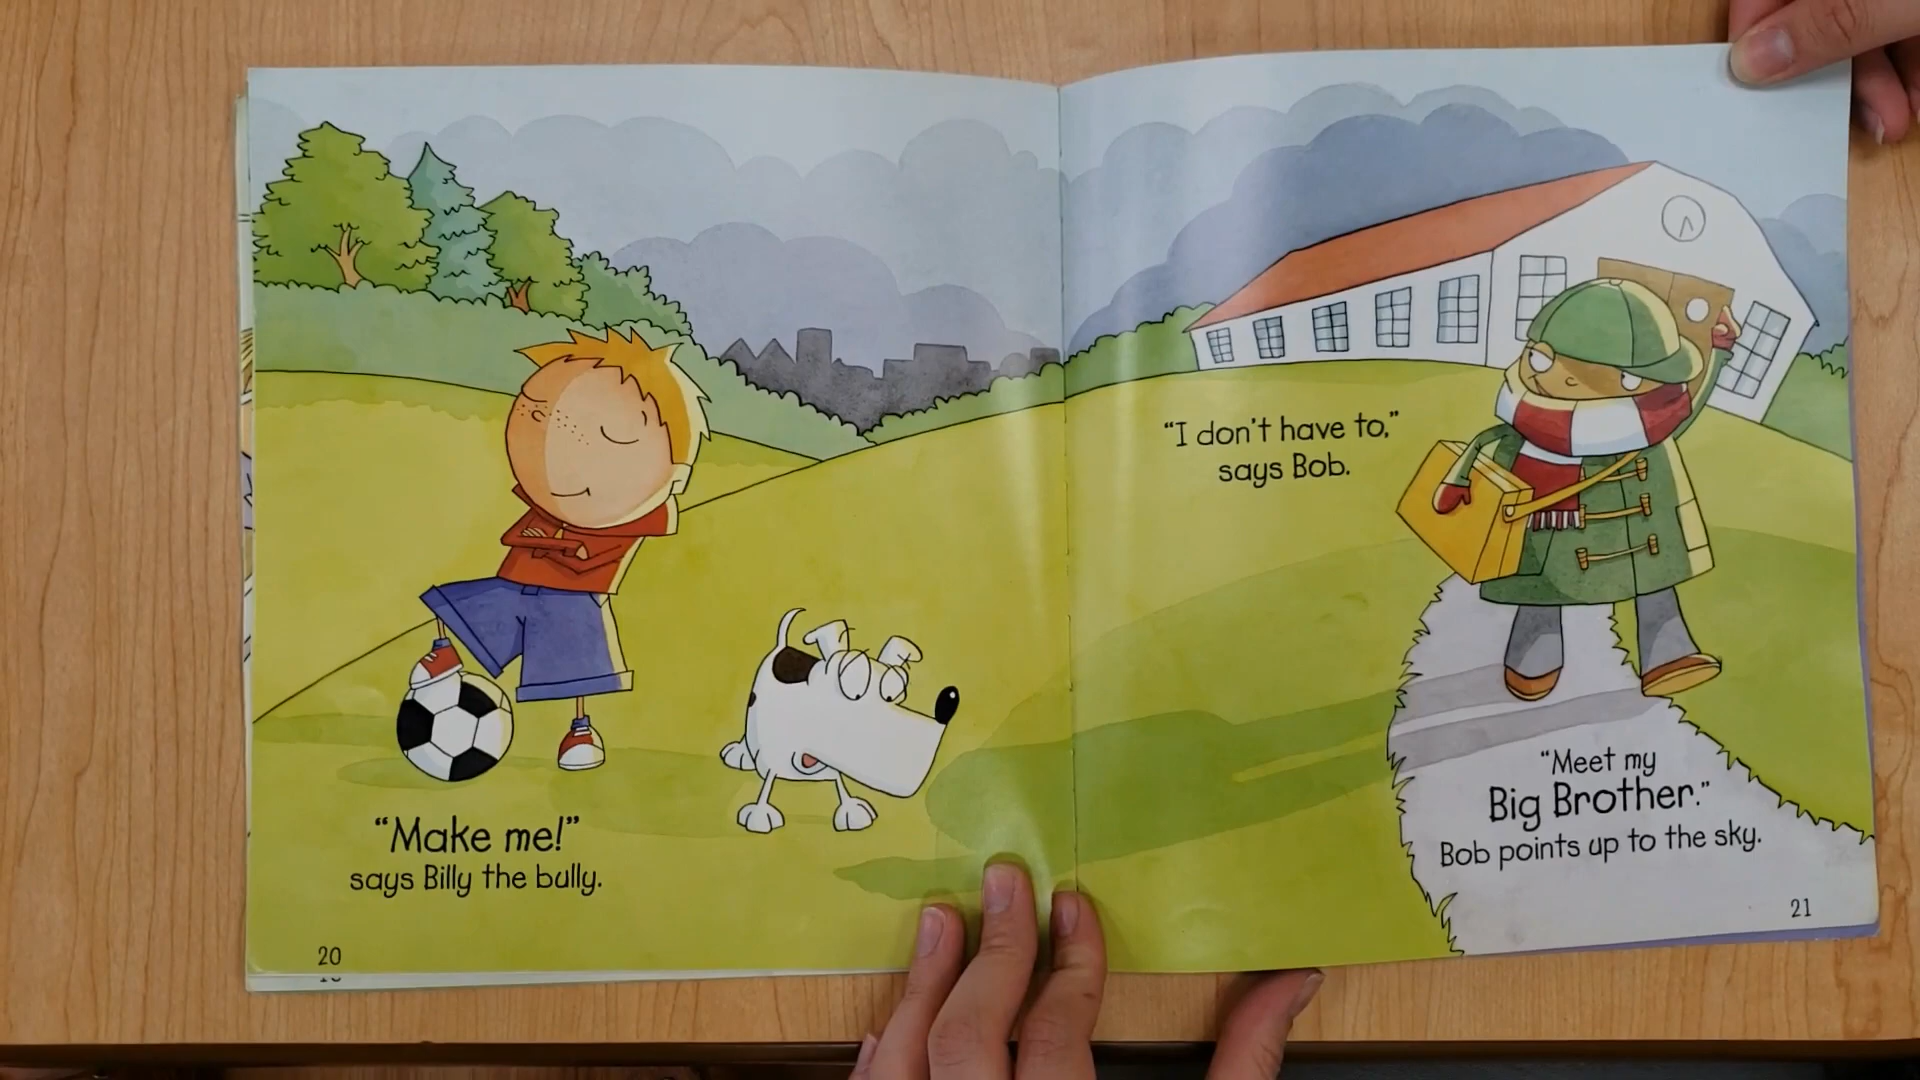 “Make me!”
says Billy the bully.
20
“I don't have to,”
says Bob.
“Meet my
Big Brother.”
Bob points up to the sky.
21